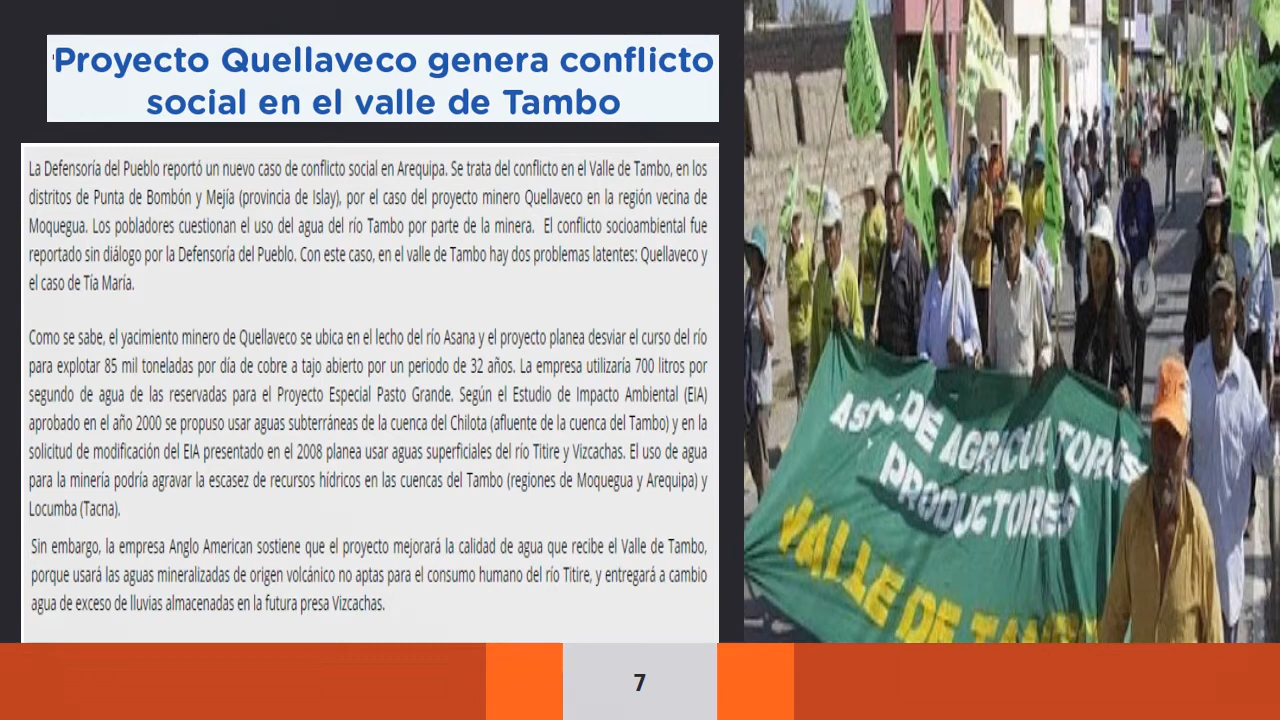 Proyecto Quellaveco genera conflicto
social en el valle de Tambo
La Defensoría del Pueblo reportó un nuevo caso de conflicto social en Arequipa. Se trata del conflicto en el Valle de Tambo, en los
distritos de Punta de Bombón y Mejía (provincia de Islay), por el caso del proyecto minero Quellaveco en la región vecina de
Moquegua. Los pobladores cuestionan el uso del agua del río Tambo por parte de la minera. El conflicto socioambiental fue
reportado sin diálogo por la Defensoría del Pueblo. Con este caso, en el valle de Tambo hay dos problemas latentes: Quellaveco y
el caso de Tía María.
Como se sabe, el yacimiento minero de Quellaveco se ubica en el lecho del río Asana y el proyecto planea desviar el curso del río
para explotar 85 mil toneladas por día de cobre a tajo abierto por un periodo de 32 años. La empresa utilizaría 700 litros por
segundo de agua de las reservadas para el Proyecto Especial Pasto Grande. Según el Estudio de Impacto Ambiental (EIA)
aprobado en el año 2000 se propuso usar aguas subterráneas de la cuenca del Chilota (afluente de la cuenca del Tambo) y en la
solicitud de modificación del EIA presentado en el 2008 planea usar aguas superficiales del río Titire y Vizcachas. El uso de agua
para la minería podría agravar la escasez de recursos hídricos en las cuencas del Tambo (regiones de Moquegua y Arequipa) y
Locumba (Tacna).
Sin embargo, la empresa Anglo American sostiene que el proyecto mejorará la calidad de agua que recibe el Valle de Tambo,
porque usará las aguas mineralizadas de origen volcánico no aptas para el consumo humano del río Titire, y entregará a cambio
agua de exceso de lluvias almacenadas en la futura presa Vizcachas.
DE AGRICULTORES
PRODUCTORES
VALLE DE TAMBO
7